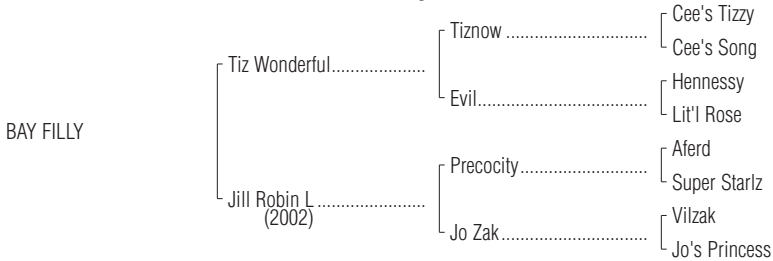 Cee's Tizzy
Tiznow ..............................
Cee's Song
Tiz Wonderful....................
Hennessy
Evil....................................
Lit'l Rose
BAY FILLY
Aferd
Precocity...........................
Super Starlz
Jill Robin L .......................
(2002)
Vilzak
Jo Zak...............................
Jo's Princess